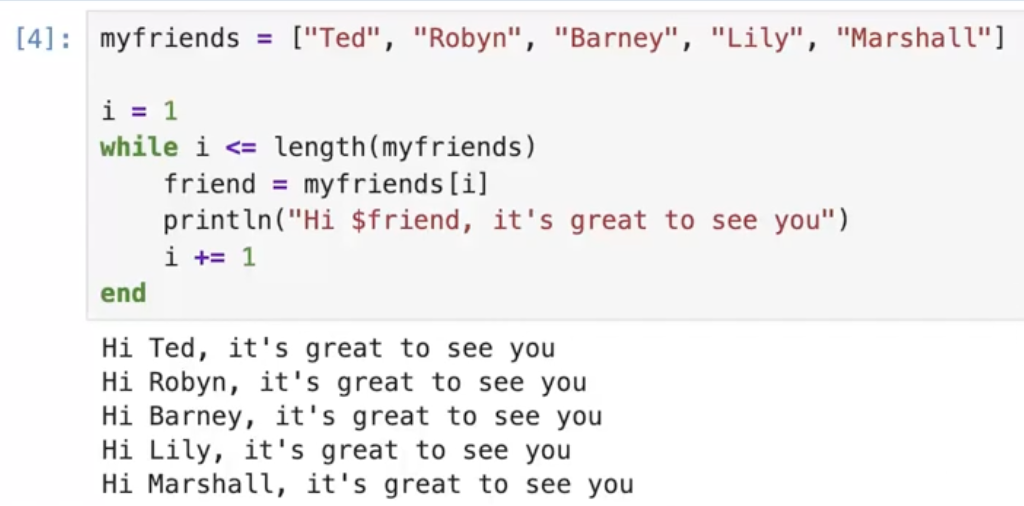 [4]: myfriends = ["Ted", "Robyn", "Barney", "Lily", "Marshall"]
i = 1
while i <= length(myfriends)
    friend = myfriends[i]
    println("Hi $friend, it's great to see you")
    i += 1
end
Hi Ted, it's great to see you
Hi Robyn, it's great to see you
Hi Barney, it's great to see you
Hi Lily, it's great to see you
Hi Marshall, it's great to see you